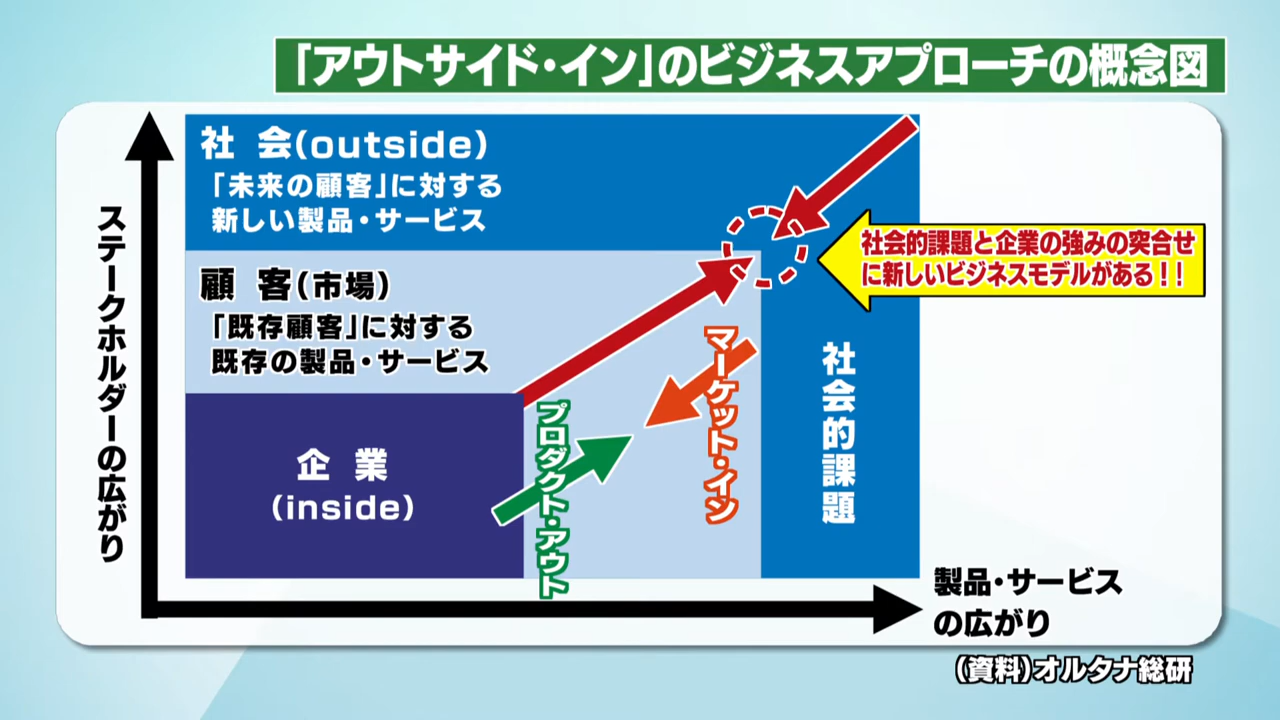 「アウトサイド・イン」のビジネスアプローチの概念図
社会(outside)
「未来の顧客」に対する
新しい製品・サービス
社会的課題と企業の強みの突合せ
に新しいビジネスモデルがある!!
顧客(市場)
「既存顧客」に対する
既存の製品・サービス
企業
(inside)
プロダクト・アウト
マーケット・イン
社会的課題
ステークホルダーの広がり
製品・サービス
の広がり
(資料)オルタナ総研